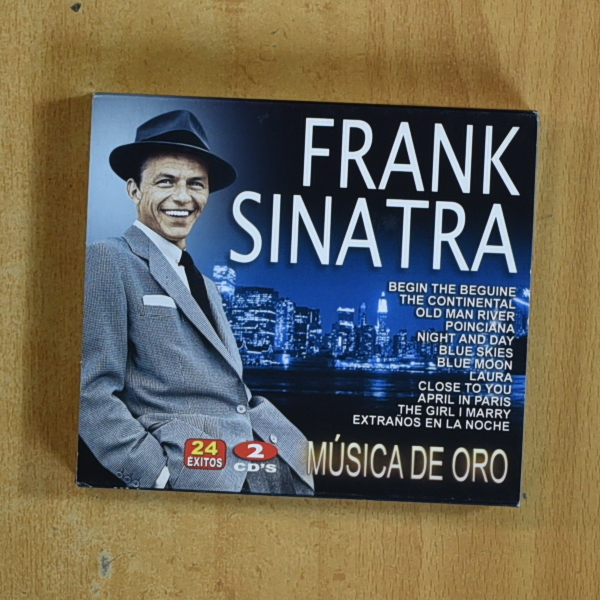 FRANK
SINATRA
BEGIN THE BEGUINE
THE CONTINENTAL
OLD MAN RIVER
POINCIANA
NIGHT AND DAY
BLUE SKIES
BLUE MOON
LAURA
CLOSE TO YOU
APRIL IN PARIS
THE GIRL I MARRY
EXTRAÑOS EN LA NOCHE
24
ÉXITOS
2
CD'S
MÚSICA DE ORO